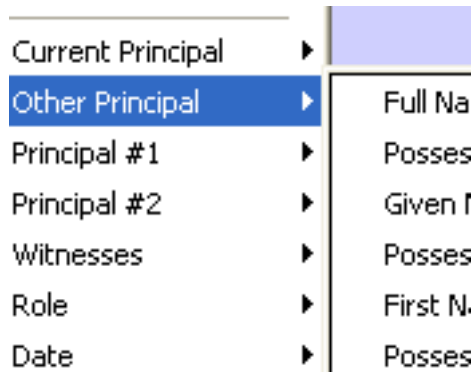 Current Principal
Other Principal
Principal #1
Principal #2
Witnesses
Role
Date
Full Na
Posses
Given
Posses
First N
Posses